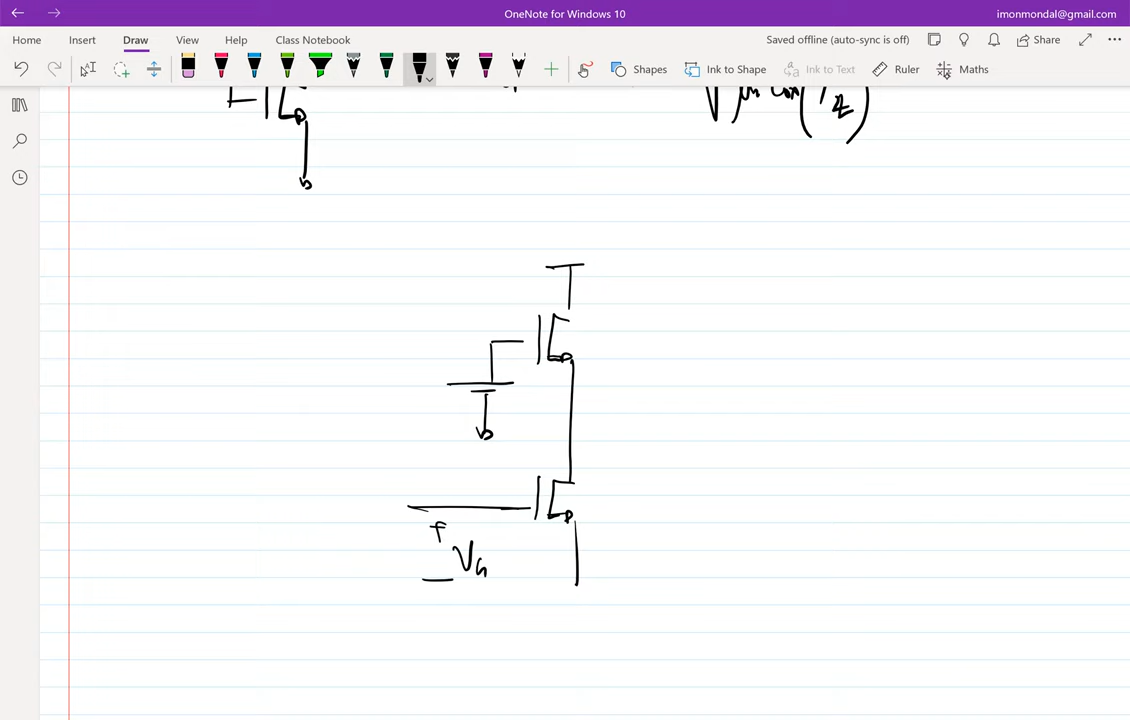 OneNote for Windows 10
imonmondal@gmail.com
Home Insert Draw View Help Class Notebook
Saved offline (auto-sync is off) Share
Shapes Ink to Shape Ink to Text Ruler Maths
+
V_G